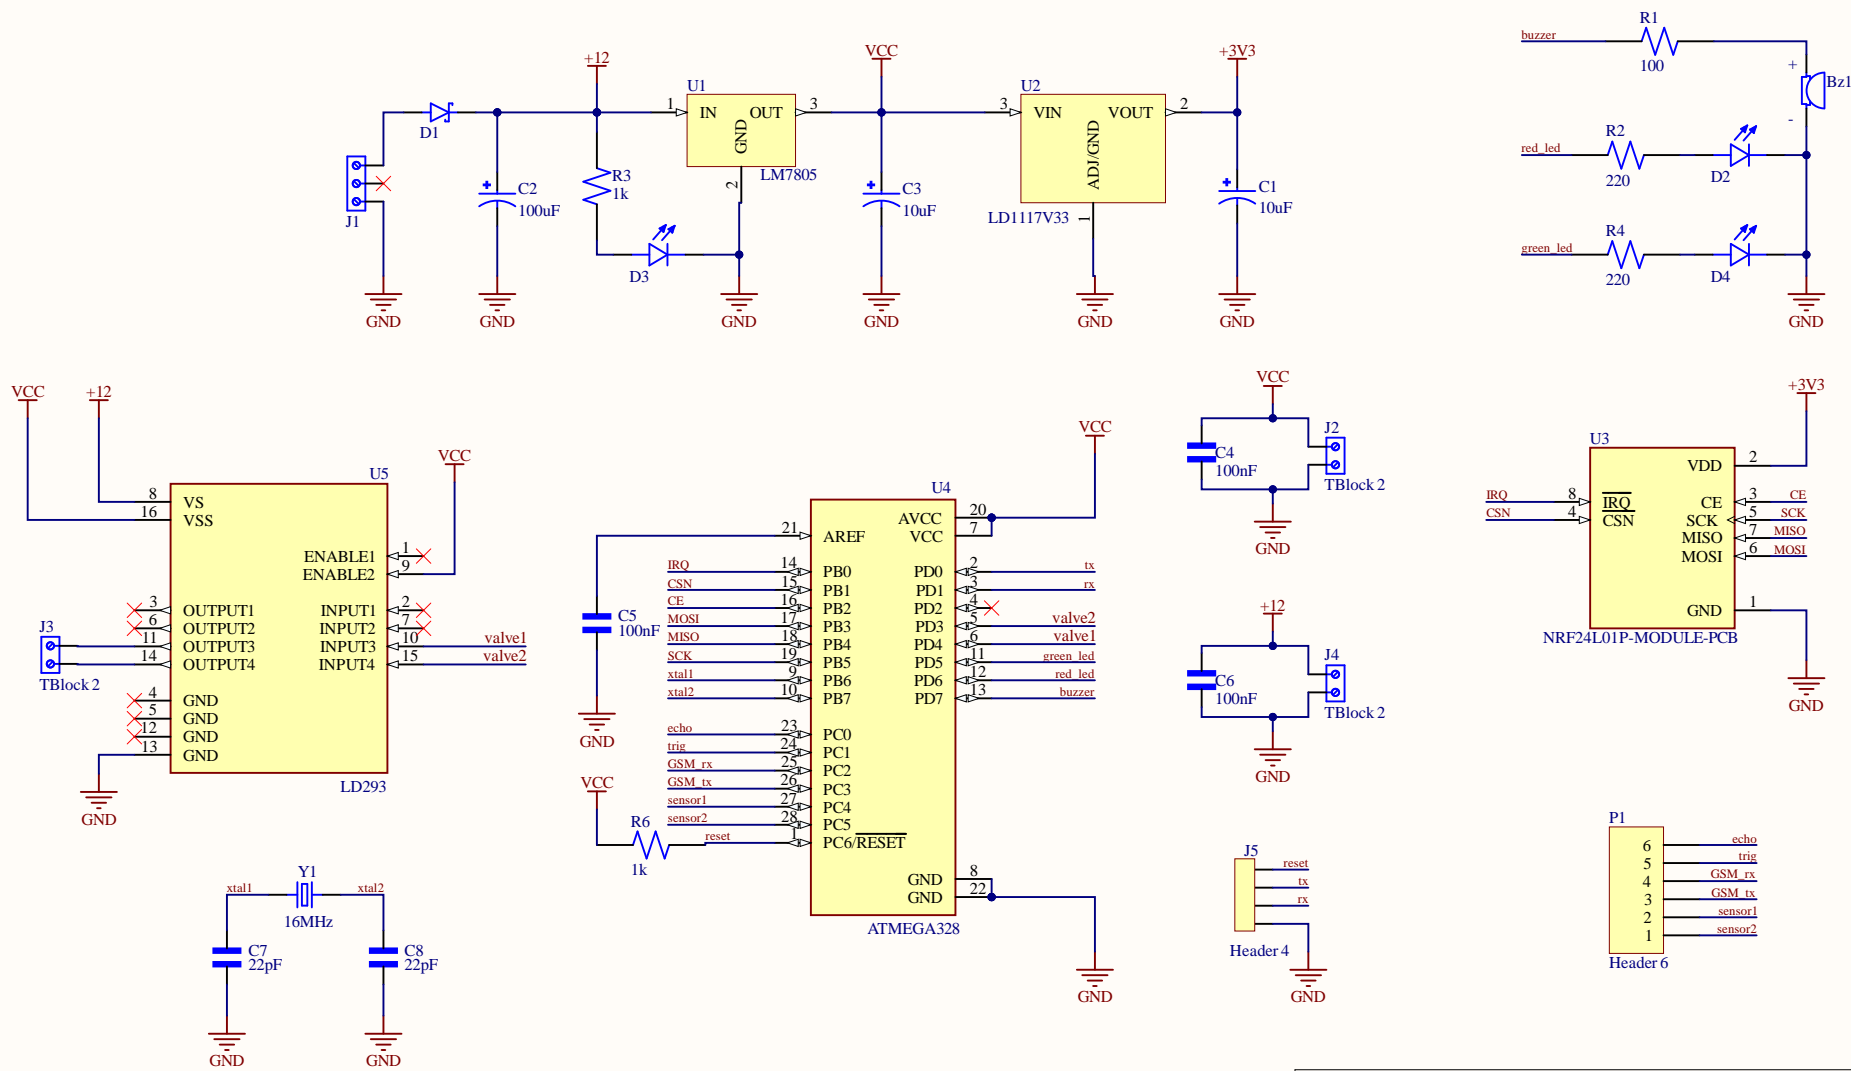 R1
buzzer
100
+
Bz1
-
R2
red_led
220
D2
R4
green_led
220
D4
GND
+12
VCC
+3V3
U1
U2
D1
1
IN
OUT
3
GND
2
LM7805
3
VIN
VOUT
2
ADJ/GND
1
LD1117V33
J1
+
C2
100uF
R3
1k
D3
+
C3
10uF
+
C1
10uF
GND
GND
GND
GND
GND
GND
VCC
+12
VCC
U5
8
VS
16
VSS
ENABLE1
1
ENABLE2
9
3
OUTPUT1
INPUT1
2
6
OUTPUT2
INPUT2
7
11
OUTPUT3
INPUT3
10
valve1
14
OUTPUT4
INPUT4
15
valve2
J3
TBlock 2
4
GND
5
GND
12
GND
13
GND
LD293
GND
VCC
U4
AVCC
20
21
AREF
VCC
7
IRQ
14
PB0
PD0
2
tx
CSN
15
PB1
PD1
3
rx
CE
16
PB2
PD2
4
MOSI
17
PB3
PD3
5
valve2
MISO
18
PB4
PD4
6
valve1
SCK
19
PB5
PD5
11
green_led
xtal1
9
PB6
PD6
12
red_led
xtal2
10
PB7
PD7
13
buzzer
echo
23
PC0
trig
24
PC1
GSM_rx
25
PC2
GSM_tx
26
PC3
sensor1
27
PC4
sensor2
28
PC5
reset
1
PC6/RESET
GND
8
GND
22
ATMEGA328
GND
C5
100nF
GND
VCC
R6
1k
VCC
J2
C4
100nF
TBlock 2
GND
+12
J4
C6
100nF
TBlock 2
GND
+3V3
U3
VDD
2
IRQ
8
IRQ
CE
3
CE
CSN
4
CSN
SCK
5
SCK
MISO
7
MISO
MOSI
6
MOSI
GND
1
NRF24L01P-MODULE-PCB
GND
Y1
xtal1
xtal2
16MHz
C7
22pF
C8
22pF
GND
GND
J5
reset
tx
rx
Header 4
GND
P1
6
echo
5
trig
4
GSM_rx
3
GSM_tx
2
sensor1
1
sensor2
Header 6